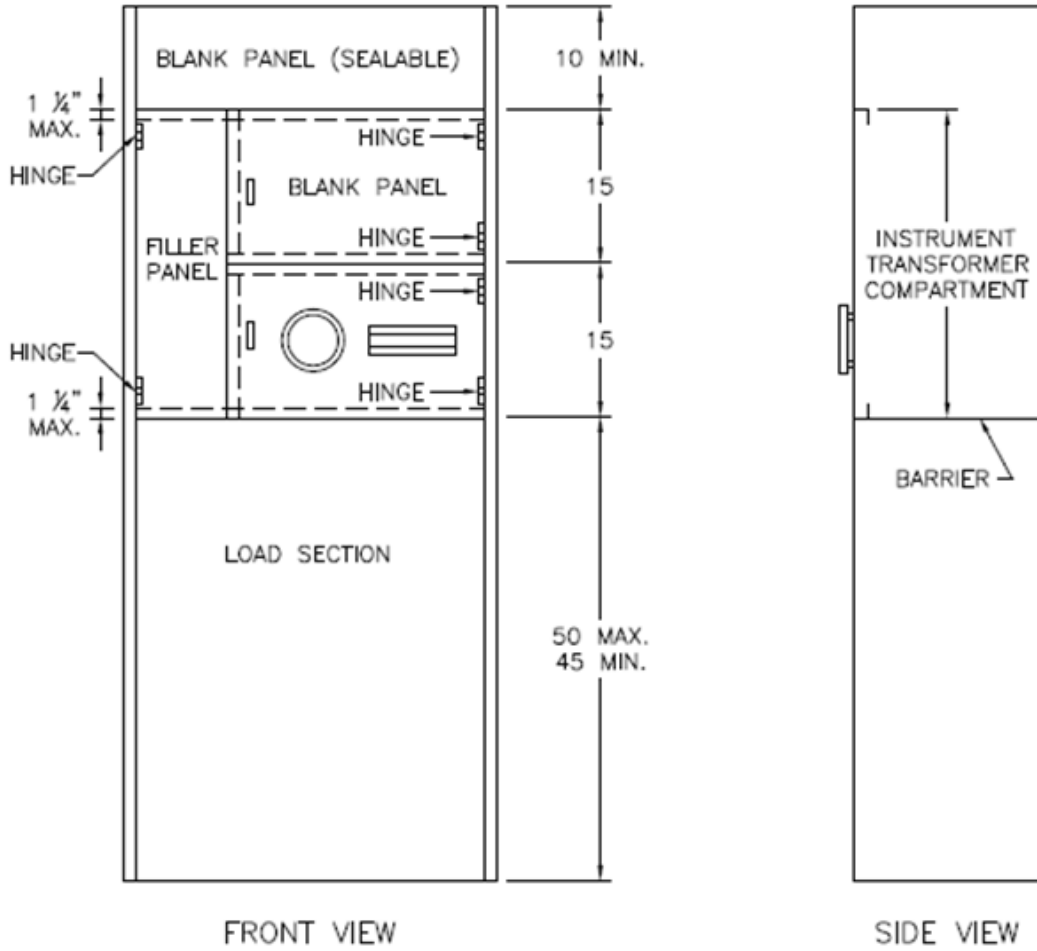 BLANK PANEL (SEALABLE)
10 MIN.
1 ¼"
MAX.
HINGE
HINGE
HINGE
BLANK PANEL
15
FILLER
PANEL
HINGE
HINGE
INSTRUMENT
TRANSFORMER
COMPARTMENT
HINGE
15
1 ¼"
MAX.
HINGE
BARRIER
LOAD SECTION
50 MAX.
45 MIN.
FRONT VIEW
SIDE VIEW